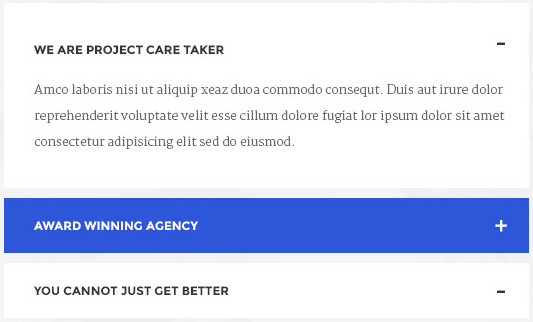 WE ARE PROJECT CARE TAKER
Amco laboris nisi ut aliquip xeaz duoa commodo consequt. Duis aut irure dolor
reprehenderit voluptate velit esse cillum dolore fugiat lor ipsum dolor sit amet
consectetur adipisicing elit sed do eiusmod.
AWARD WINNING AGENCY
YOU CANNOT JUST GET BETTER